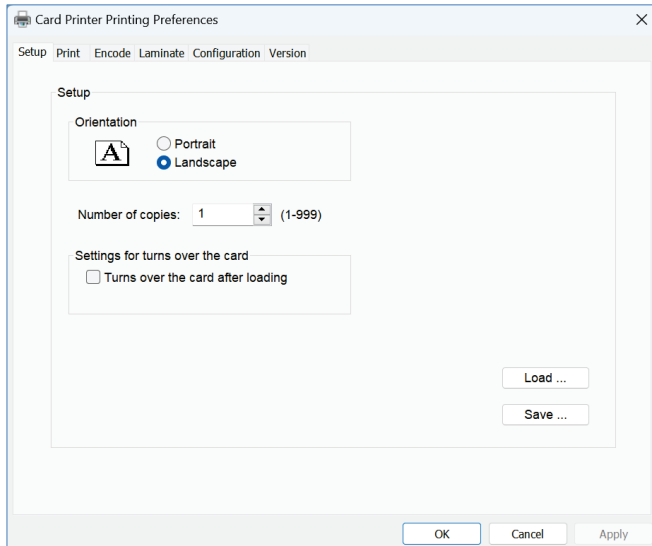 Card Printer Printing Preferences
Setup Print Encode Laminate Configuration Version
Setup
Orientation
A
Portrait
Landscape
Number of copies: 1 (1-999)
Settings for turns over the card
Turns over the card after loading
Load ...
Save ...
OK Cancel Apply